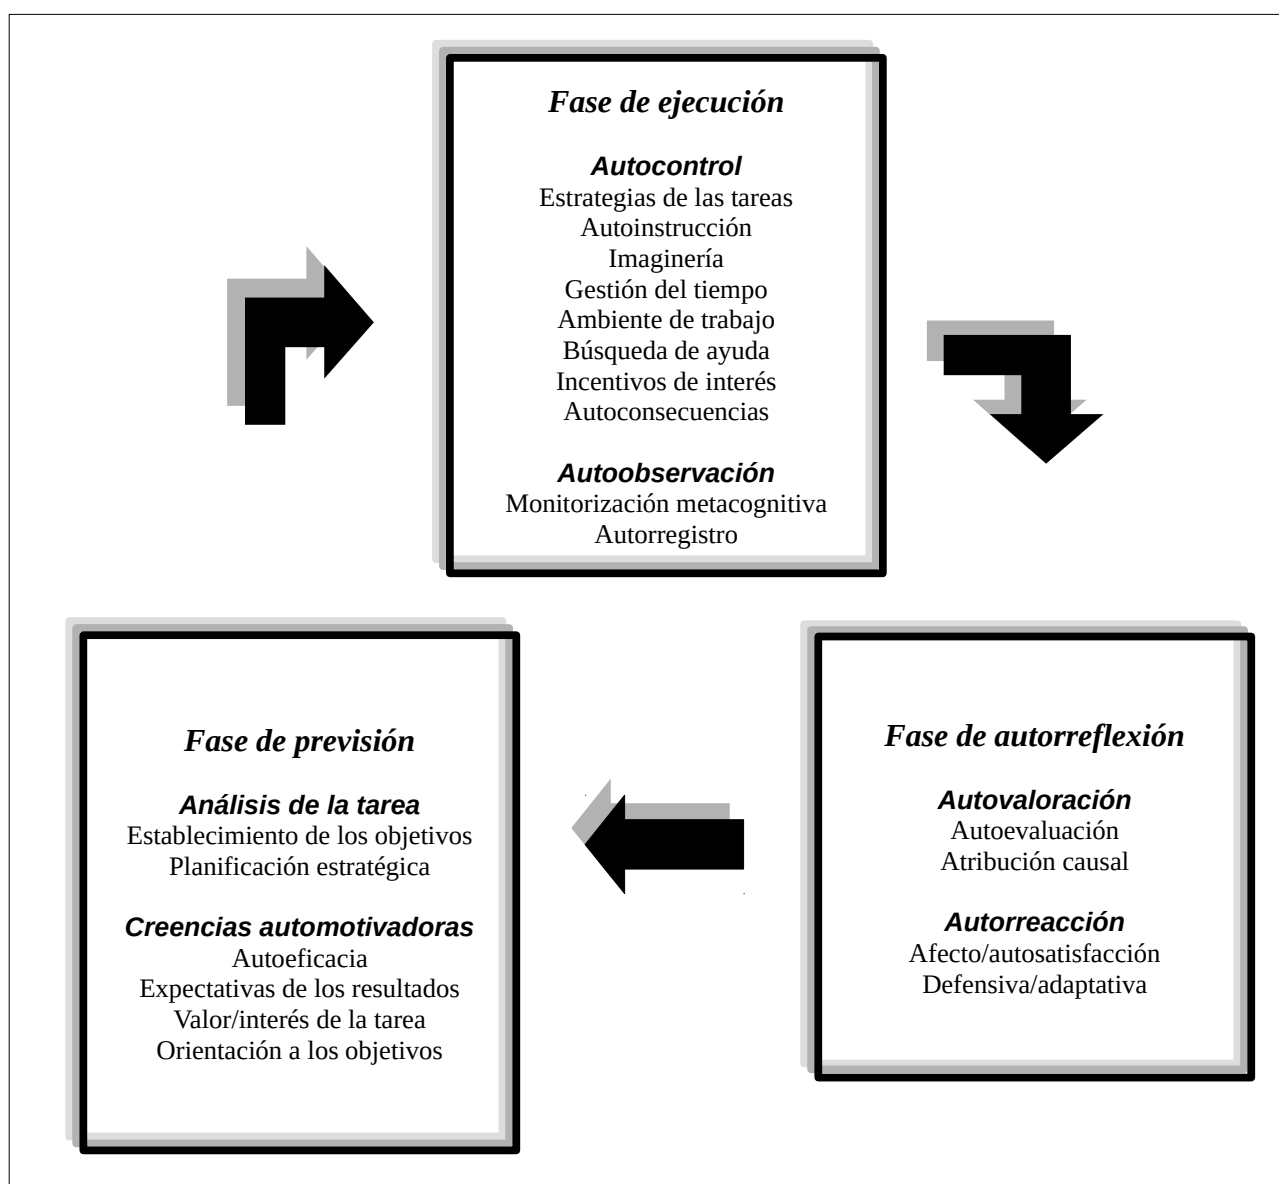 Fase de ejecución
Autocontrol
Estrategias de las tareas
Autoinstrucción
Imaginería
Gestión del tiempo
Ambiente de trabajo
Búsqueda de ayuda
Incentivos de interés
Autoconsecuencias
Autoobservación
Monitorización metacognitiva
Autorregistro
Fase de previsión
Análisis de la tarea
Establecimiento de los objetivos
Planificación estratégica
Creencias automotivadoras
Autoeficacia
Expectativas de los resultados
Valor/interés de la tarea
Orientación a los objetivos
Fase de autorreflexión
Autovaloración
Autoevaluación
Atribución causal
Autorreacción
Afecto/autosatisfacción
Defensiva/adaptativa